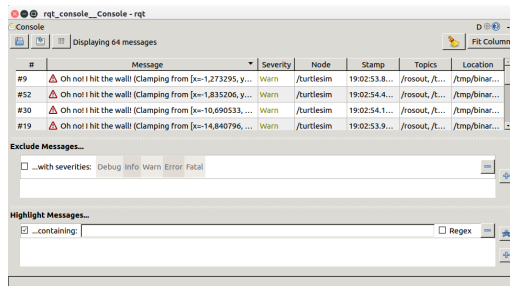 rqt_console__Console - rqt
Console D
Displaying 64 messages Fit Column
# Message Severity Node Stamp Topics Location
#9 Oh no! I hit the wall! (Clamping from [x=-1,273295, y... Warn /turtlesim 19:02:53.8... /rosout, /t... /tmp/binar...
#52 Oh no! I hit the wall! (Clamping from [x=-1,835206, y... Warn /turtlesim 19:02:54.4... /rosout, /t... /tmp/binar...
#30 Oh no! I hit the wall! (Clamping from [x=-10,690533, ... Warn /turtlesim 19:02:54.1... /rosout, /t... /tmp/binar...
#19 Oh no! I hit the wall! (Clamping from [x=-14,840796, ... Warn /turtlesim 19:02:53.9... /rosout, /t... /tmp/binar...
Exclude Messages...
...with severities: Debug Info Warn Error Fatal
Highlight Messages...
...containing: Regex